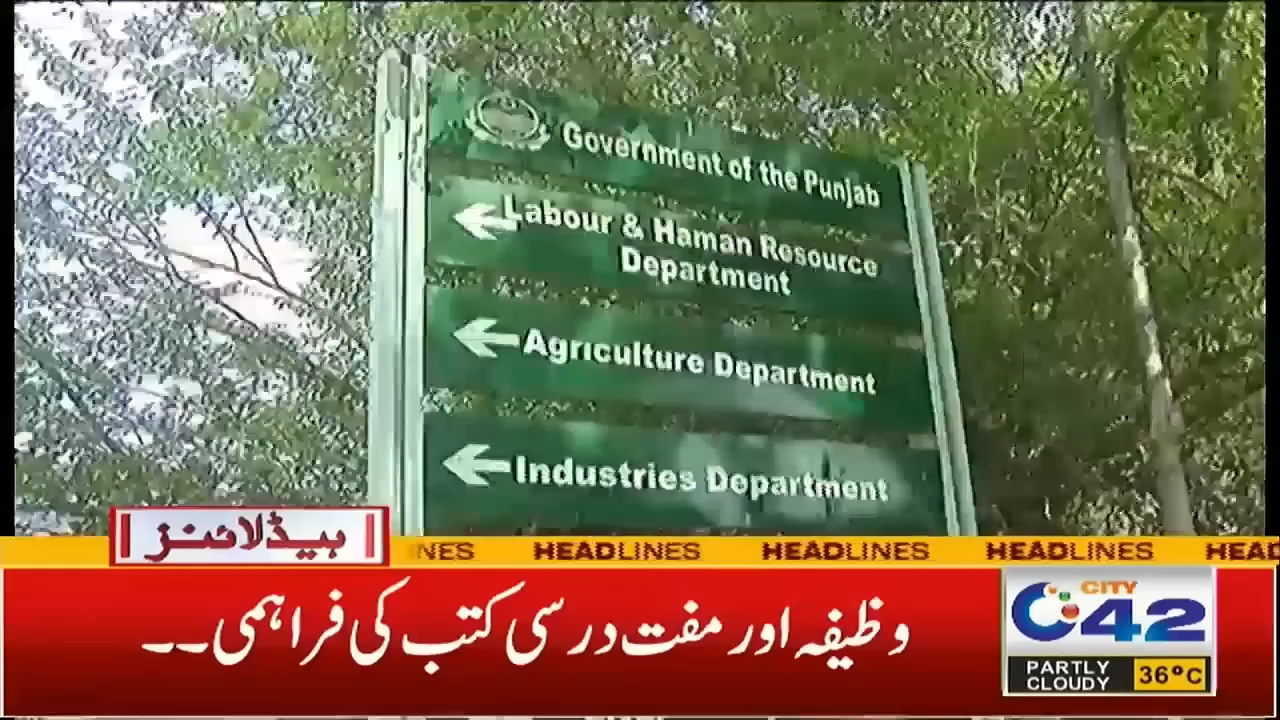 Government of the Punjab
Labour & Haman Resource
Department
Agriculture Department
Industries Department
ہیڈلائنز
NES HEADLINES HEADLINES HEADLINES HEAD
وظیفہ اور مفت درسی کتب کی فراہمی۔۔
CITY
42
PARTLY
CLOUDY 36°C